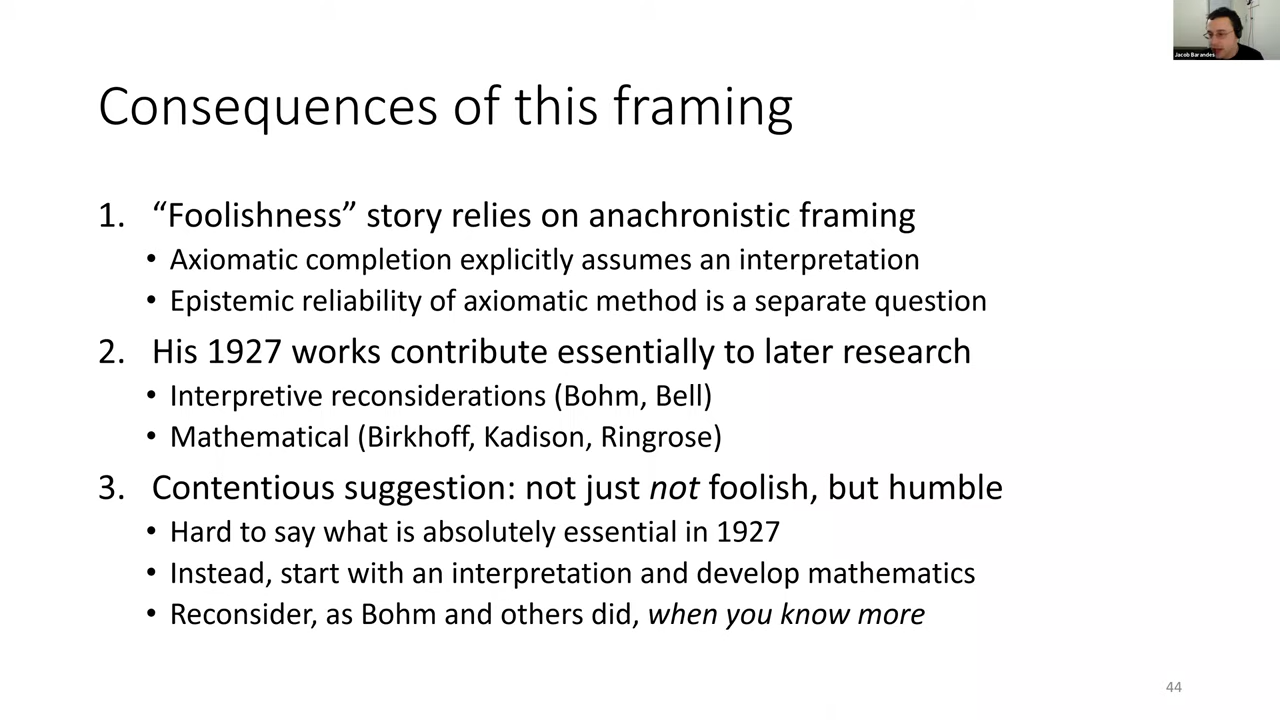 Jacob Barandes
Consequences of this framing
1. “Foolishness” story relies on anachronistic framing
• Axiomatic completion explicitly assumes an interpretation
• Epistemic reliability of axiomatic method is a separate question
2. His 1927 works contribute essentially to later research
• Interpretive reconsiderations (Bohm, Bell)
• Mathematical (Birkhoff, Kadison, Ringrose)
3. Contentious suggestion: not just not foolish, but humble
• Hard to say what is absolutely essential in 1927
• Instead, start with an interpretation and develop mathematics
• Reconsider, as Bohm and others did, when you know more
44